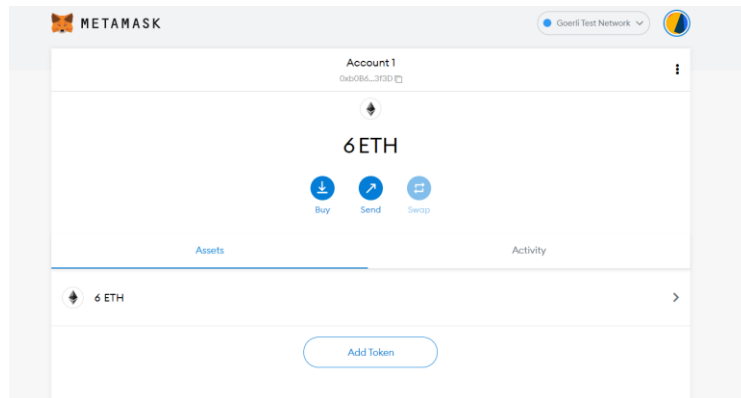 METAMASK
Goerli Test Network
Account 1
0xb0B6...3f3D
6 ETH
Buy Send Swap
Assets Activity
6 ETH
Add Token